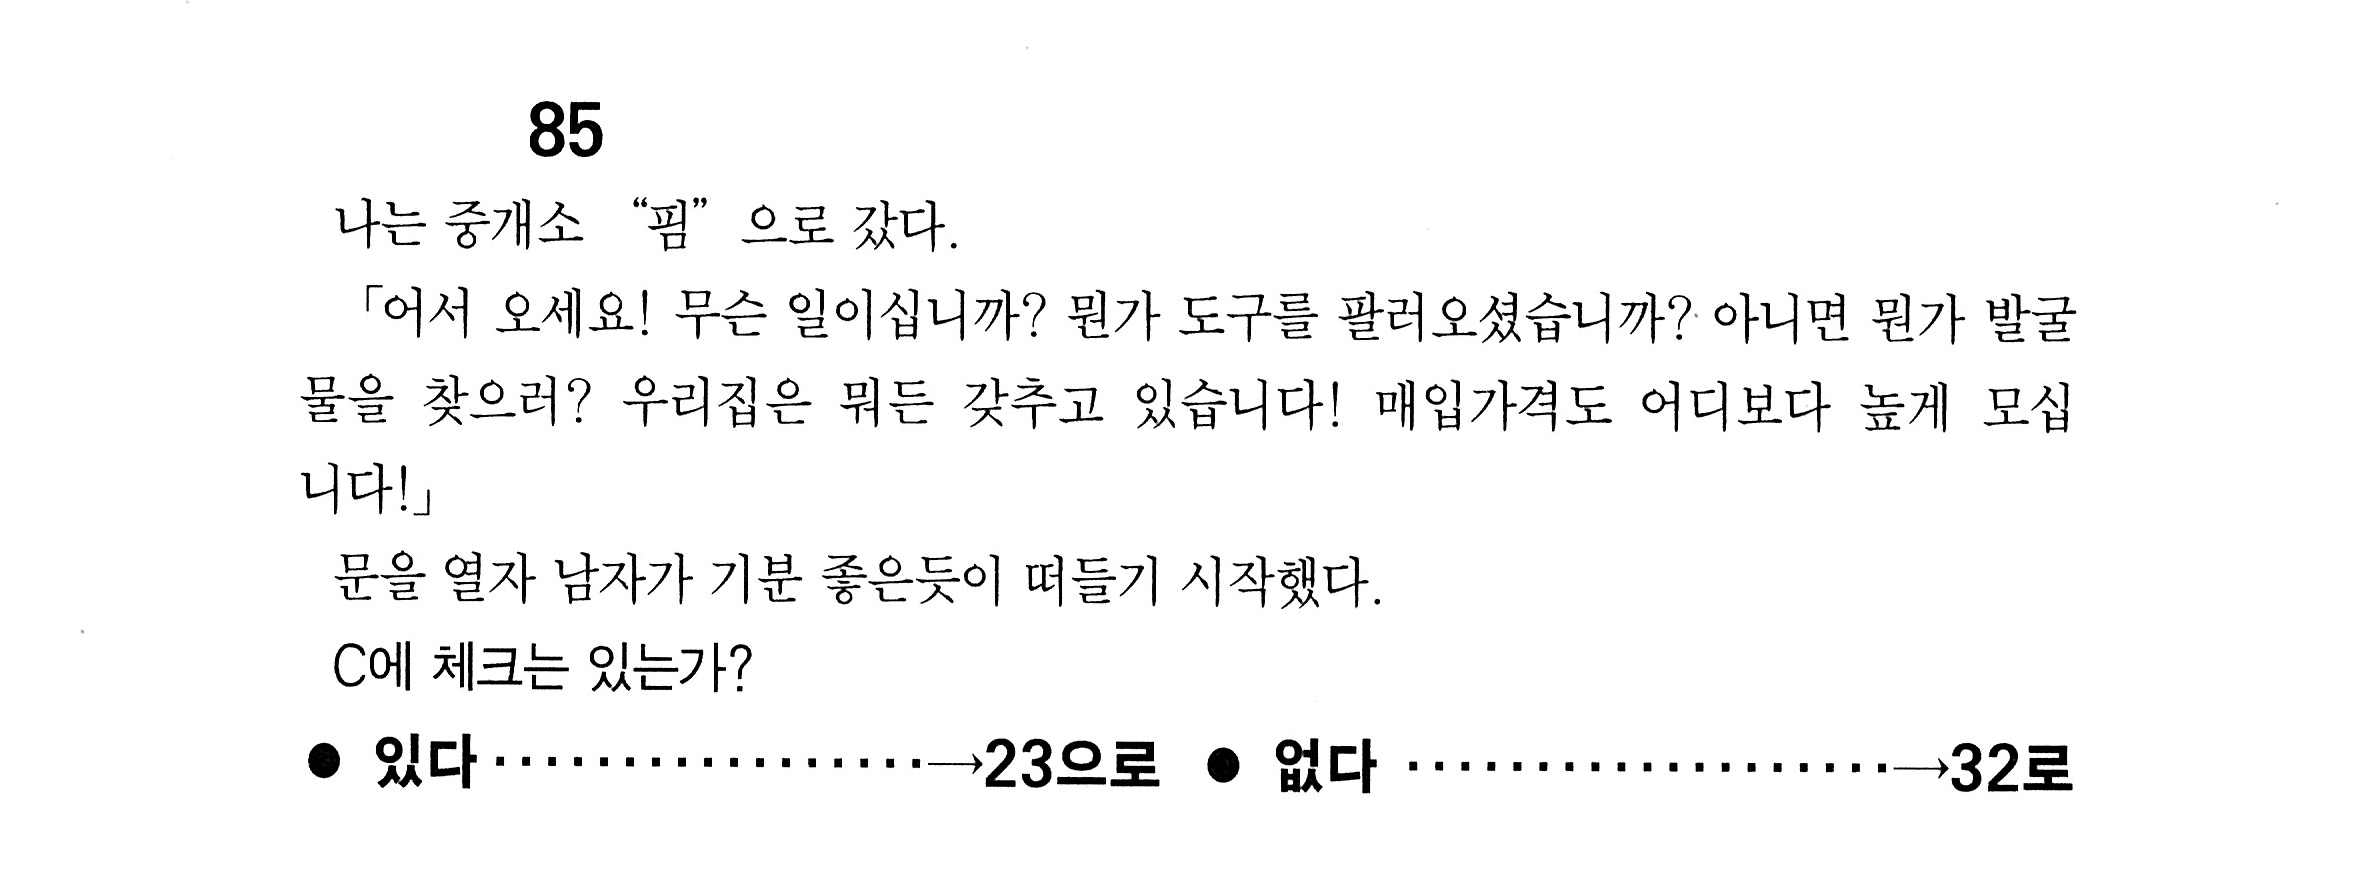 85
나는 중개소 “핌” 으로 갔다.
「어서 오세요! 무슨 일이십니까? 뭔가 도구를 팔러오셨습니까? 아니면 뭔가 발굴
물을 찾으러? 우리집은 뭐든 갖추고 있습니다! 매입가격도 어디보다 높게 모십
니다!」
문을 열자 남자가 기분 좋은듯이 떠들기 시작했다.
C에 체크는 있는가?
● 있다·················→23으로 ● 없다 ···················→32로